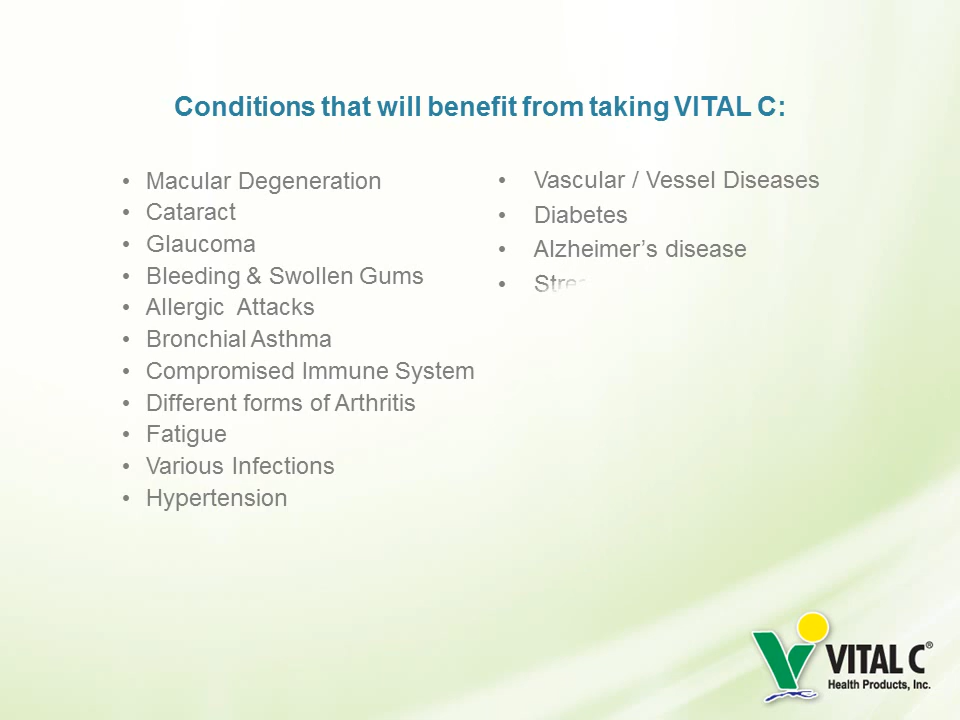 Conditions that will benefit from taking VITAL C:
• Macular Degeneration
• Cataract
• Glaucoma
• Bleeding & Swollen Gums
• Allergic  Attacks
• Bronchial Asthma
• Compromised Immune System
• Different forms of Arthritis
• Fatigue
• Various Infections
• Hypertension
• Vascular / Vessel Diseases
• Diabetes
• Alzheimer’s disease
•
VITAL C®
Health Products, Inc.